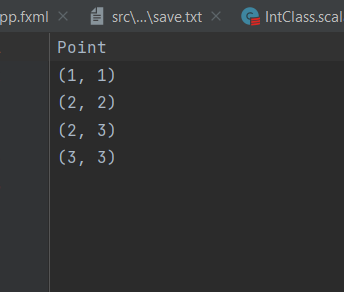 pp.fxml src\...\save.txt IntClass.scal
Point
(1, 1)
(2, 2)
(2, 3)
(3, 3)